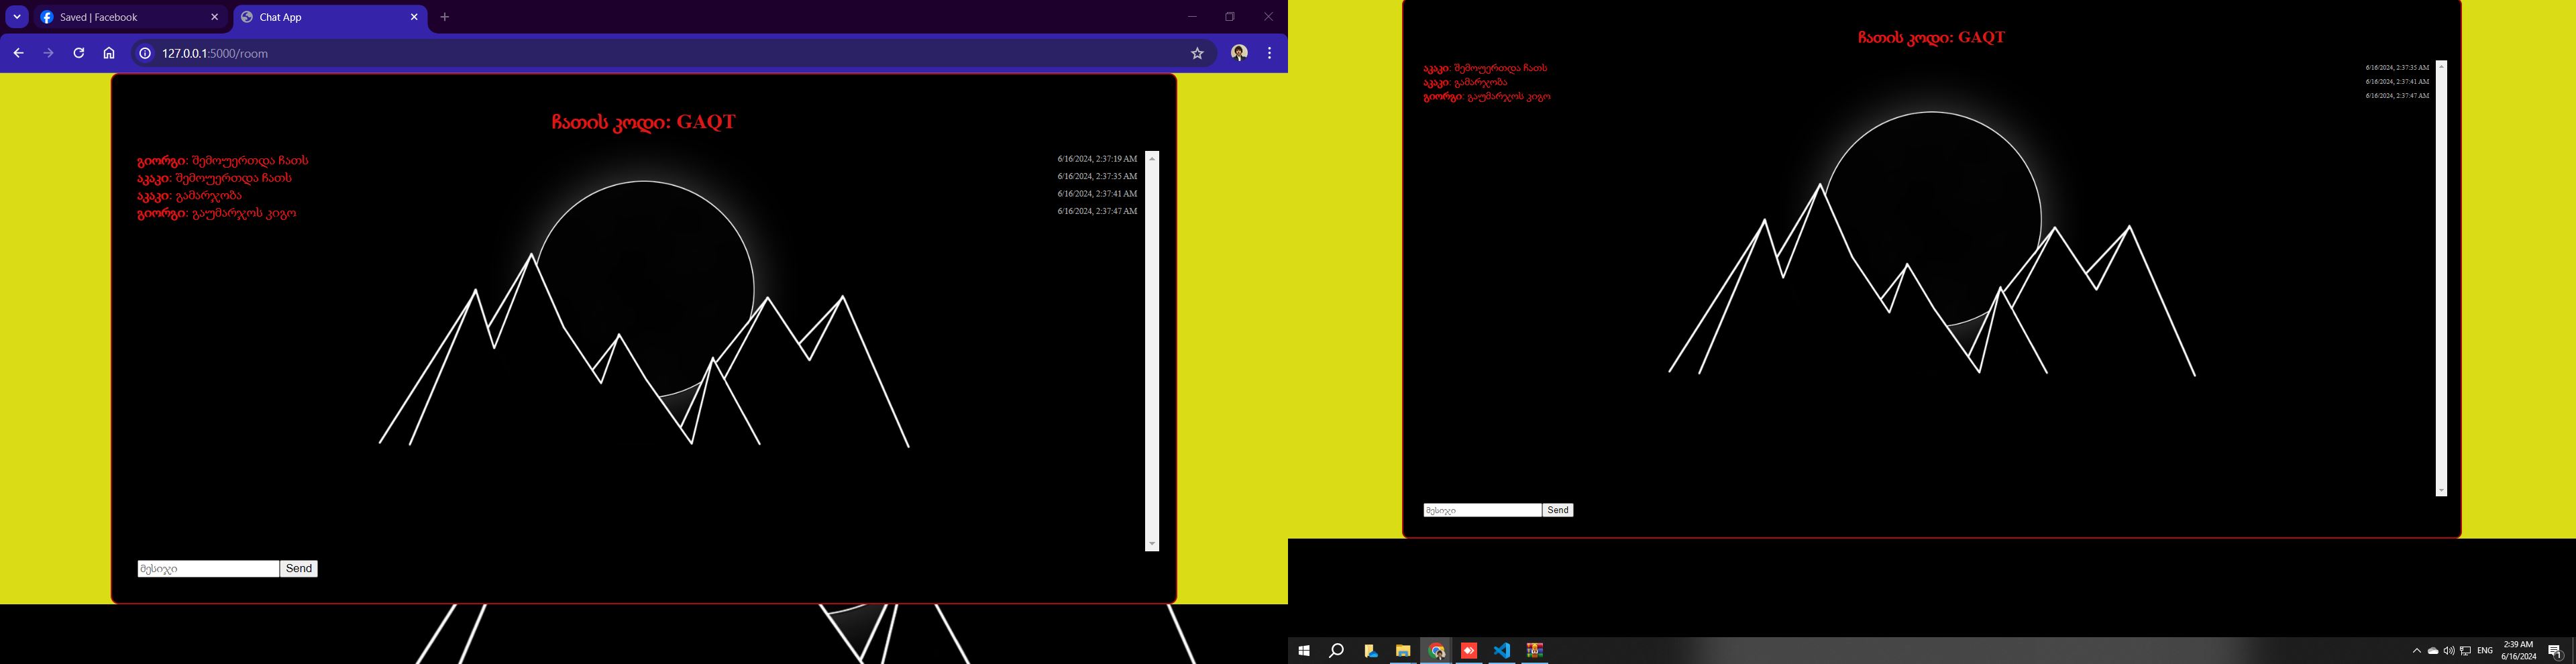 Saved | Facebook
Chat App
127.0.0.1:5000/room
ჩათის კოდი: GAQT
გიორგი: შემოუერთდა ჩათს 6/16/2024, 2:37:19 AM
აკაკი: შემოუერთდა ჩათს 6/16/2024, 2:37:35 AM
აკაკი: გამარჯობა 6/16/2024, 2:37:41 AM
გიორგი: გაუმარჯოს კიგო 6/16/2024, 2:37:47 AM
მესიჯი Send
ჩათის კოდი: GAQT
აკაკი: შემოუერთდა ჩათს 6/16/2024, 2:37:35 AM
აკაკი: გამარჯობა 6/16/2024, 2:37:41 AM
გიორგი: გაუმარჯოს კიგო 6/16/2024, 2:37:47 AM
მესიჯი Send
ENG
2:39 AM
6/16/2024
1